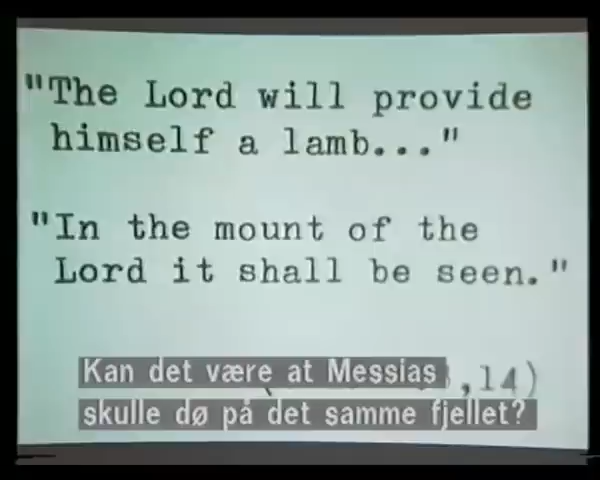 "The Lord will provide
himself a lamb..."
"In the mount of the
Lord it shall be seen."
,14)
Kan det være at Messias
skulle dø på det samme fjellet?